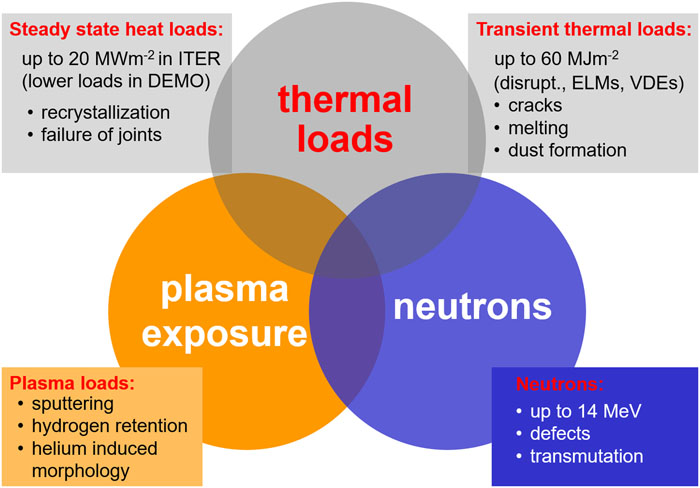 Steady state heat loads:
up to 20 MWm⁻² in ITER
(lower loads in DEMO)
• recrystallization
• failure of joints
Transient thermal loads:
up to 60 MJm⁻²
(disrupt., ELMs, VDEs)
• cracks
• melting
• dust formation
thermal
loads
plasma
exposure
neutrons
Plasma loads:
• sputtering
• hydrogen retention
• helium induced
morphology
Neutrons:
• up to 14 MeV
• defects
• transmutation